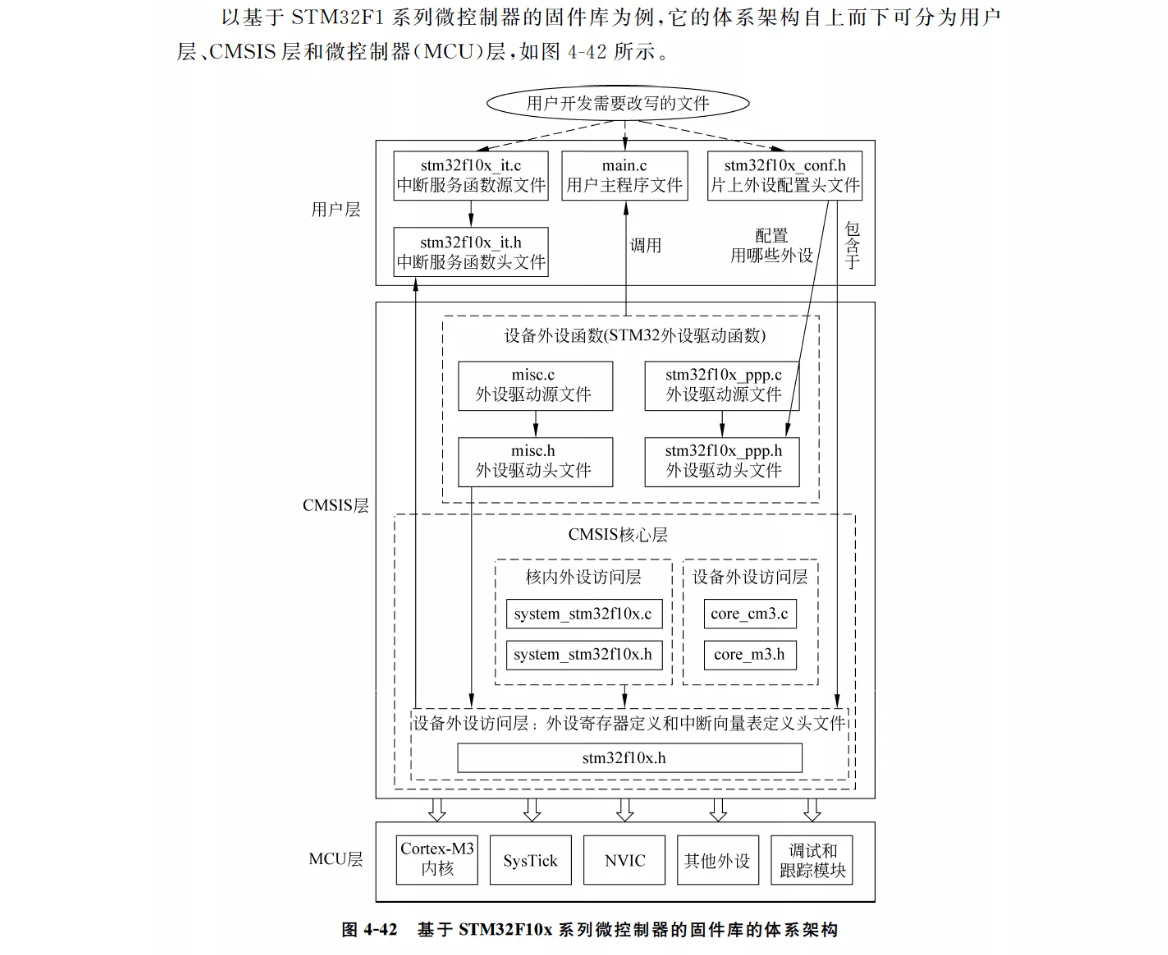 以基于 STM32F1 系列微控制器的固件库为例,它的体系架构自上而下可分为用户
层、CMSIS 层和微控制器(MCU)层,如图 4-42 所示。
用户开发需要改写的文件
stm32f10x_it.c
中断服务函数源文件
main.c
用户主程序文件
stm32f10x_conf.h
片上外设配置头文件
用户层
stm32f10x_it.h
中断服务函数头文件
调用
配置
用哪些外设
包含于
设备外设函数(STM32外设驱动函数)
misc.c
外设驱动源文件
stm32f10x_ppp.c
外设驱动源文件
misc.h
外设驱动头文件
stm32f10x_ppp.h
外设驱动头文件
CMSIS层
CMSIS核心层
核内外设访问层
system_stm32f10x.c
system_stm32f10x.h
设备外设访问层
core_cm3.c
core_m3.h
设备外设访问层：外设寄存器定义和中断向量表定义头文件
stm32f10x.h
MCU层
Cortex-M3
内核
SysTick
NVIC
其他外设
调试和
跟踪模块
图 4-42 基于 STM32F10x 系列微控制器的固件库的体系架构